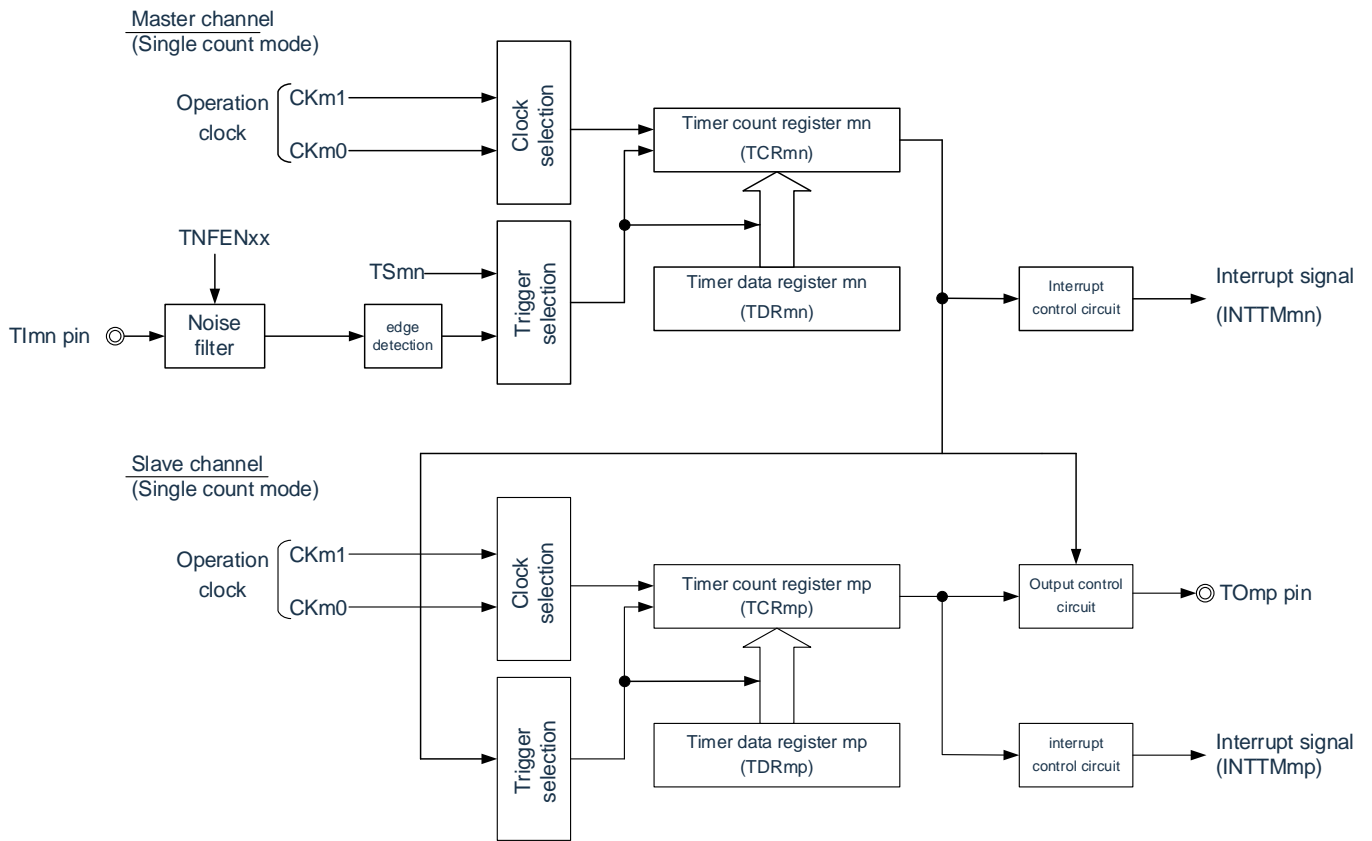 Master channel
(Single count mode)
Operation
clock
CKm1
CKm0
Clock
selection
Timer count register mn
(TCRmn)
TNFENxx
TSmn
Trigger
selection
Timer data register mn
(TDRmn)
TImn pin
Noise
filter
edge
detection
Interrupt
control circuit
Interrupt signal
(INTTMmn)
Slave channel
(Single count mode)
Operation
clock
CKm1
CKm0
Clock
selection
Timer count register mp
(TCRmp)
Output control
circuit
TOmp pin
Trigger
selection
Timer data register mp
(TDRmp)
interrupt
control circuit
Interrupt signal
(INTTMmp)